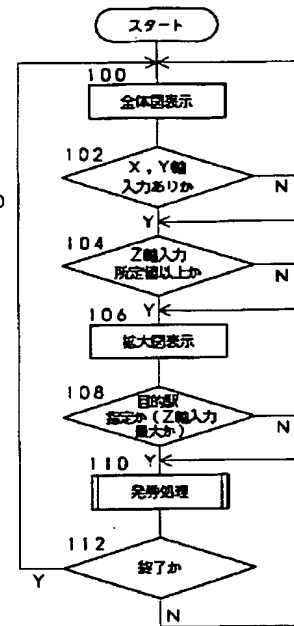 スタート
100
全体図表示
102
X,Y軸
入力ありか
N
Y
104
Z軸入力
所定値以上か
N
Y
106
拡大図表示
108
目的駅
指定か(Z軸入力
最大か)
N
Y
110
発券処理
112
終了か
Y
N